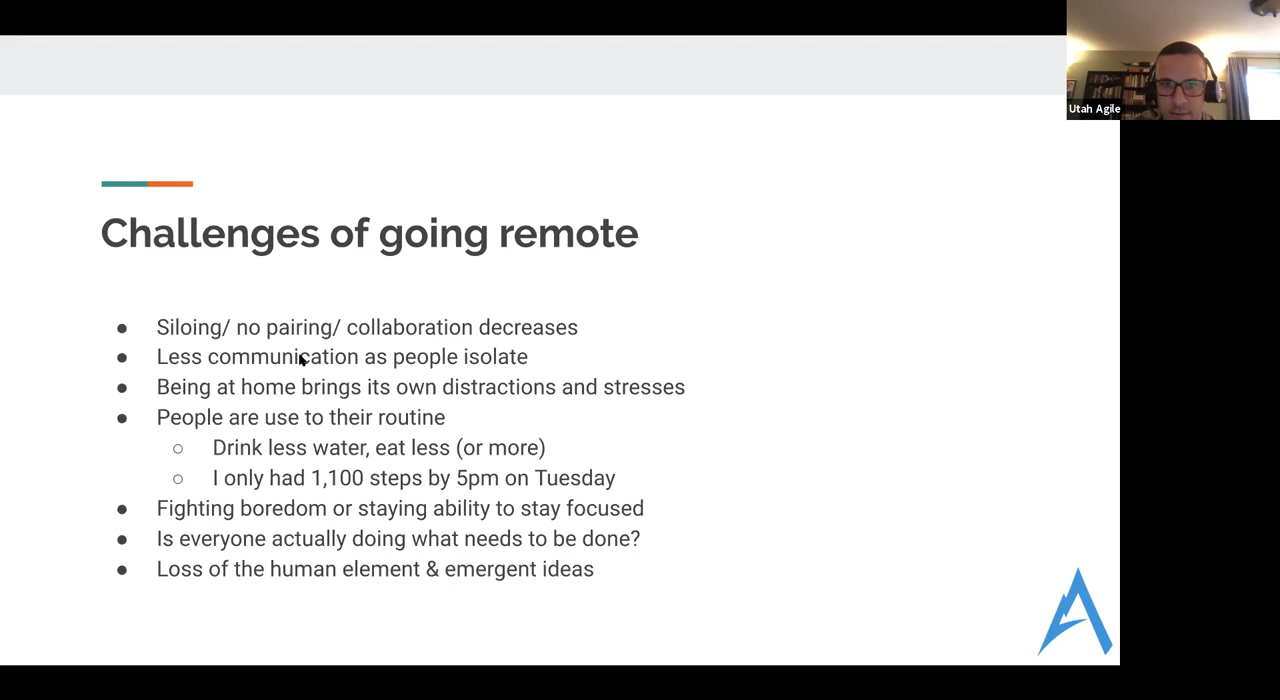 Utah Agile
Challenges of going remote
● Siloing/ no pairing/ collaboration decreases
● Less communication as people isolate
● Being at home brings its own distractions and stresses
● People are use to their routine
○ Drink less water, eat less (or more)
○ I only had 1,100 steps by 5pm on Tuesday
● Fighting boredom or staying ability to stay focused
● Is everyone actually doing what needs to be done?
● Loss of the human element & emergent ideas